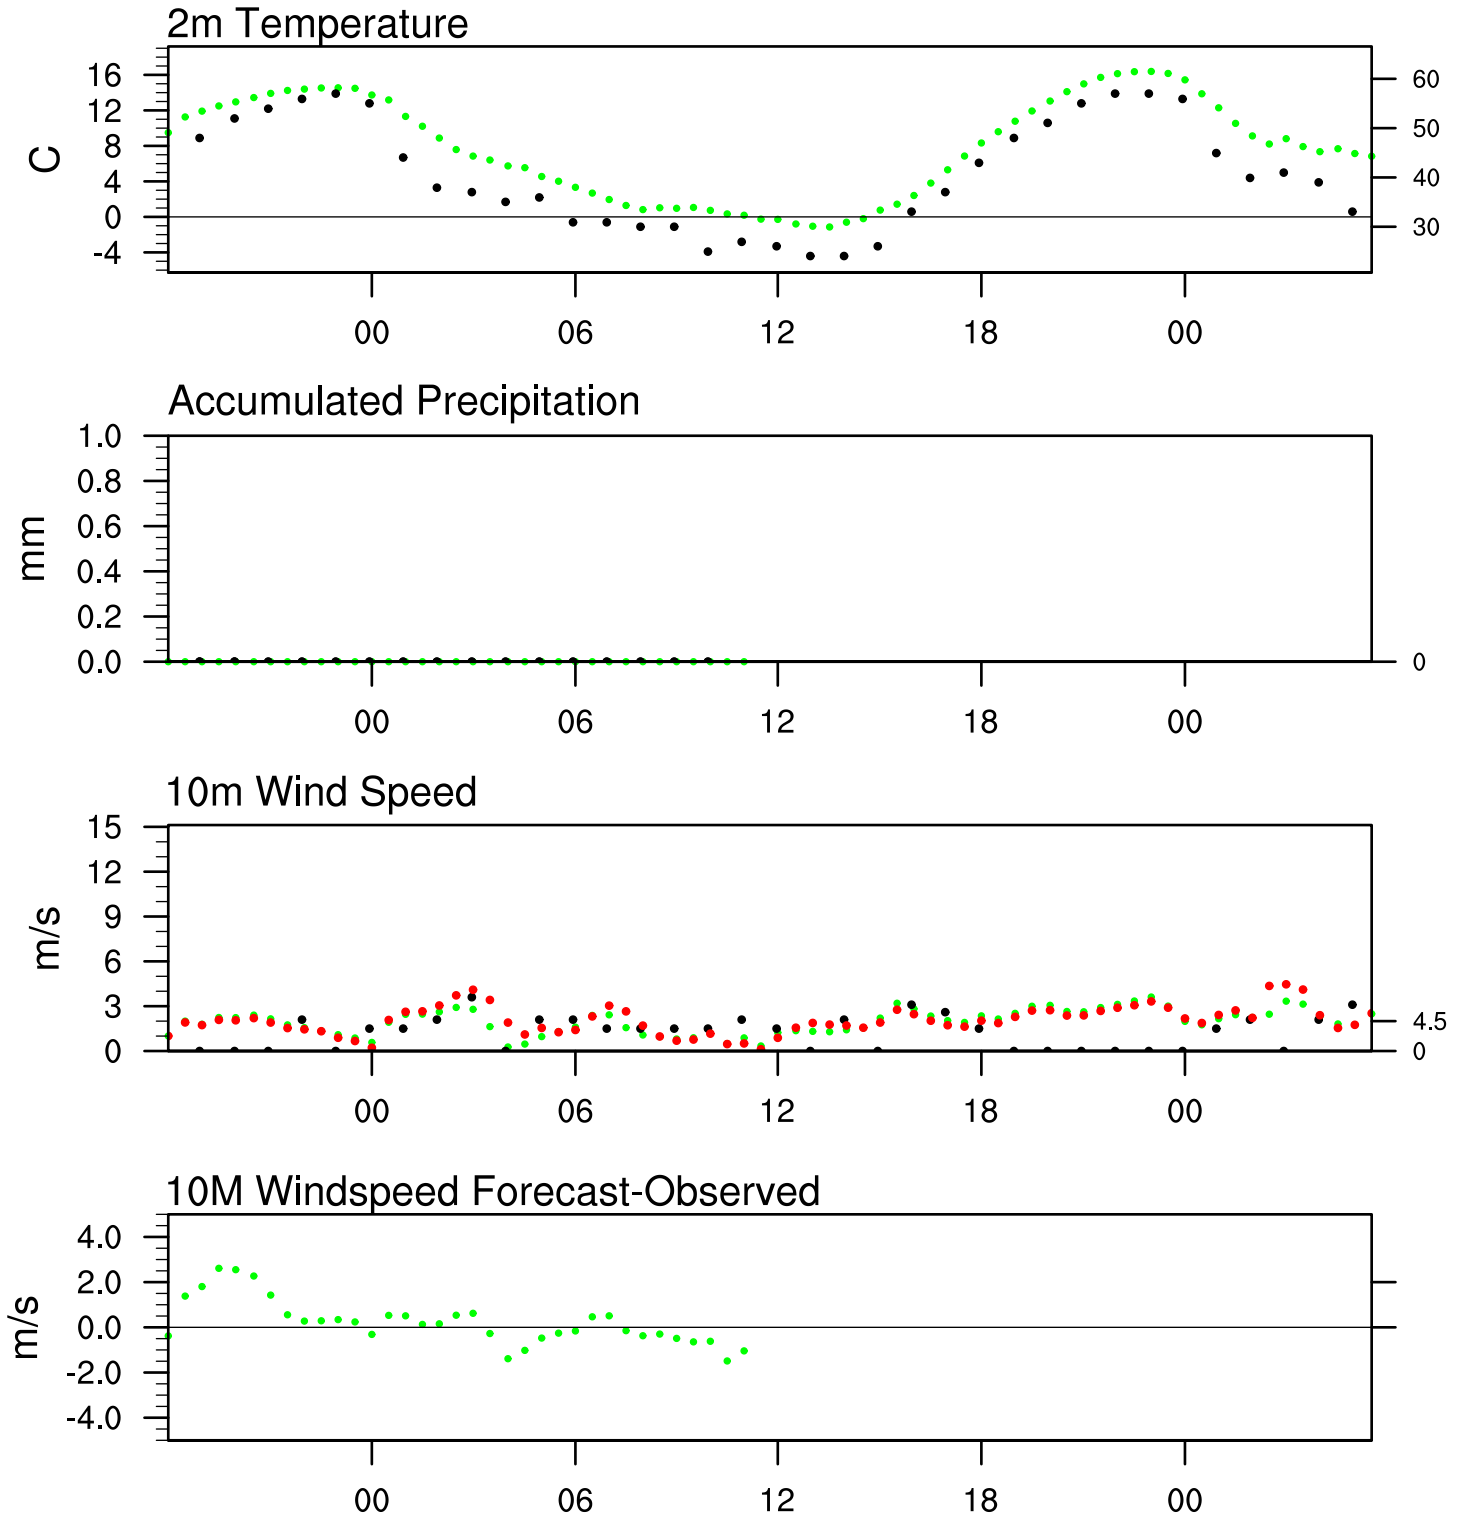 2m Temperature
16
12
8
4
0
-4
C
60
50
40
30
00 06 12 18 00
Accumulated Precipitation
1.0
0.8
0.6
0.4
0.2
0.0
mm
0
00 06 12 18 00
10m Wind Speed
15
12
9
6
3
0
m/s
4.5
0
00 06 12 18 00
10M Windspeed Forecast-Observed
4.0
2.0
0.0
-2.0
-4.0
m/s
00 06 12 18 00